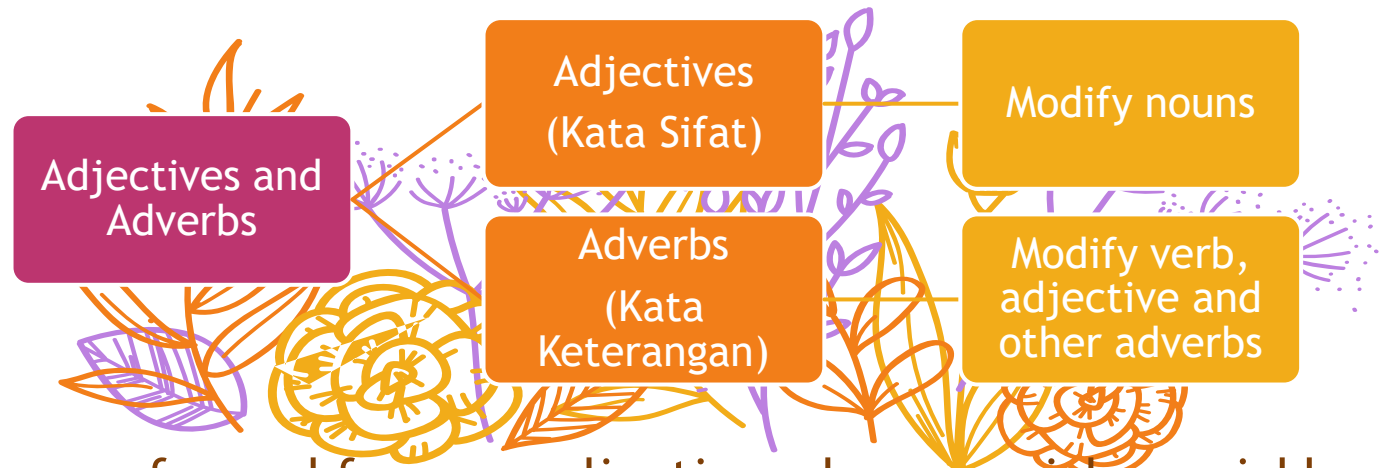 Adjectives and
Adverbs
Adjectives
(Kata Sifat)
Modify nouns
Adverbs
(Kata
Keterangan)
Modify verb,
adjective and
other adverbs